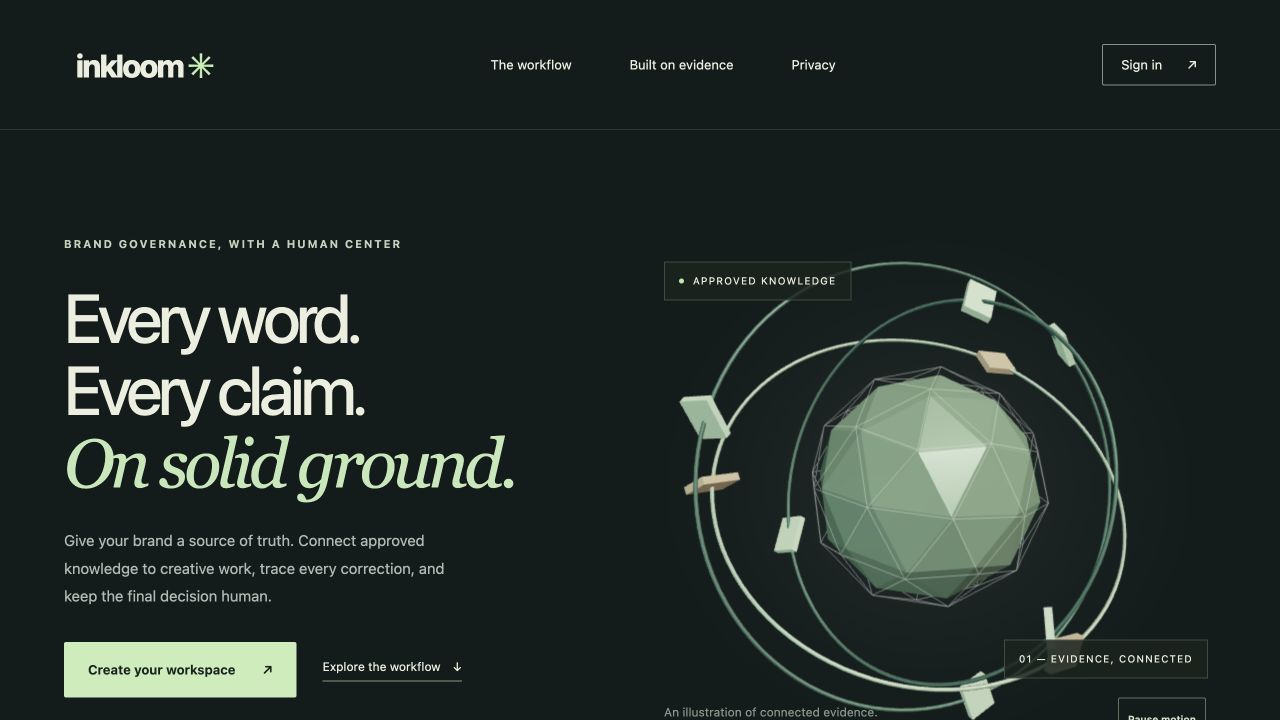 inkloom
The workflow
Built on evidence
Privacy
Sign in
BRAND GOVERNANCE, WITH A HUMAN CENTER
Every word.
Every claim.
On solid ground.
Give your brand a source of truth. Connect approved
knowledge to creative work, trace every correction, and
keep the final decision human.
Create your workspace
Explore the workflow
APPROVED KNOWLEDGE
01 — EVIDENCE, CONNECTED
An illustration of connected evidence.
Pause motion